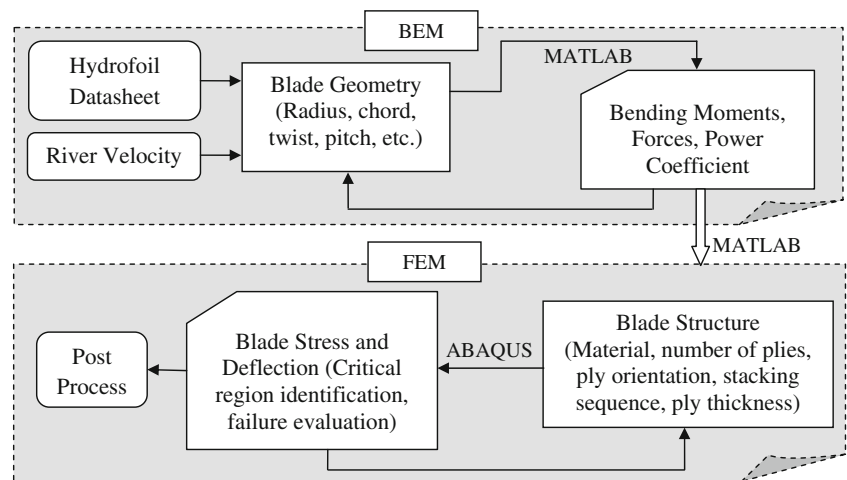 BEM
Hydrofoil
Datasheet
River Velocity
Blade Geometry
(Radius, chord,
twist, pitch, etc.)
MATLAB
Bending Moments,
Forces, Power
Coefficient
MATLAB
FEM
Post
Process
Blade Stress and
Deflection (Critical
region identification,
failure evaluation)
ABAQUS
Blade Structure
(Material, number of plies,
ply orientation, stacking
sequence, ply thickness)